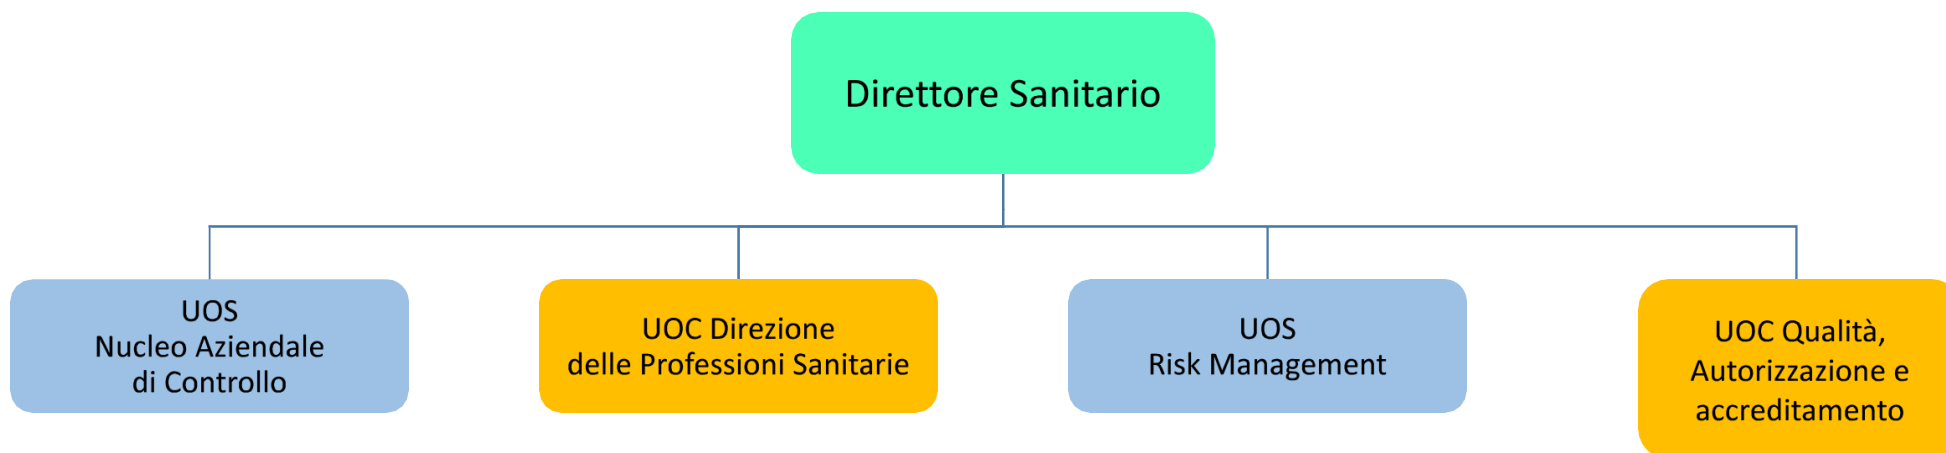 Direttore Sanitario
UOS
Nucleo Aziendale
di Controllo
UOC Direzione
delle Professioni Sanitarie
UOS
Risk Management
UOC Qualità,
Autorizzazione e
accreditamento